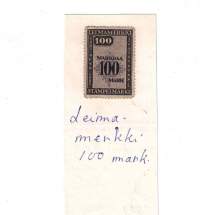 LEIMAMERKKI
100
MARKKAA
100
MARK
STÄMPELMÄRKE
Leima-
merkki
100 mark.